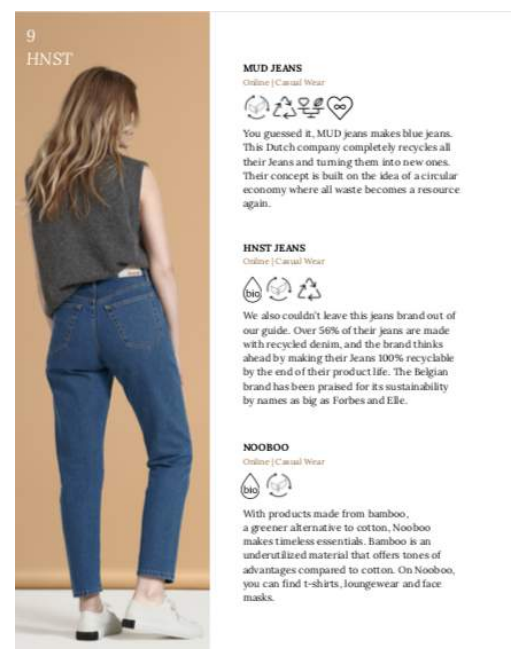 9
HNST
MUD JEANS
Online | Casual Wear
You guessed it, MUD jeans makes blue jeans.
This Dutch company completely recycles all
their Jeans and turning them into new ones.
Their concept is built on the idea of a circular
economy where all waste becomes a resource
again.
HNST JEANS
Online | Casual Wear
bio
We also couldn't leave this jeans brand out of
our guide. Over 56% of their jeans are made
with recycled denim, and the brand thinks
ahead by making their Jeans 100% recyclable
by the end of their product life. The Belgian
brand has been praised for its sustainability
by names as big as Forbes and Elle.
NOOBOO
Online | Casual Wear
bio
With products made from bamboo,
a greener alternative to cotton, Nooboo
makes timeless essentials. Bamboo is an
underutilized material that offers tones of
advantages compared to cotton. On Nooboo,
you can find t-shirts, loungewear and face
masks.